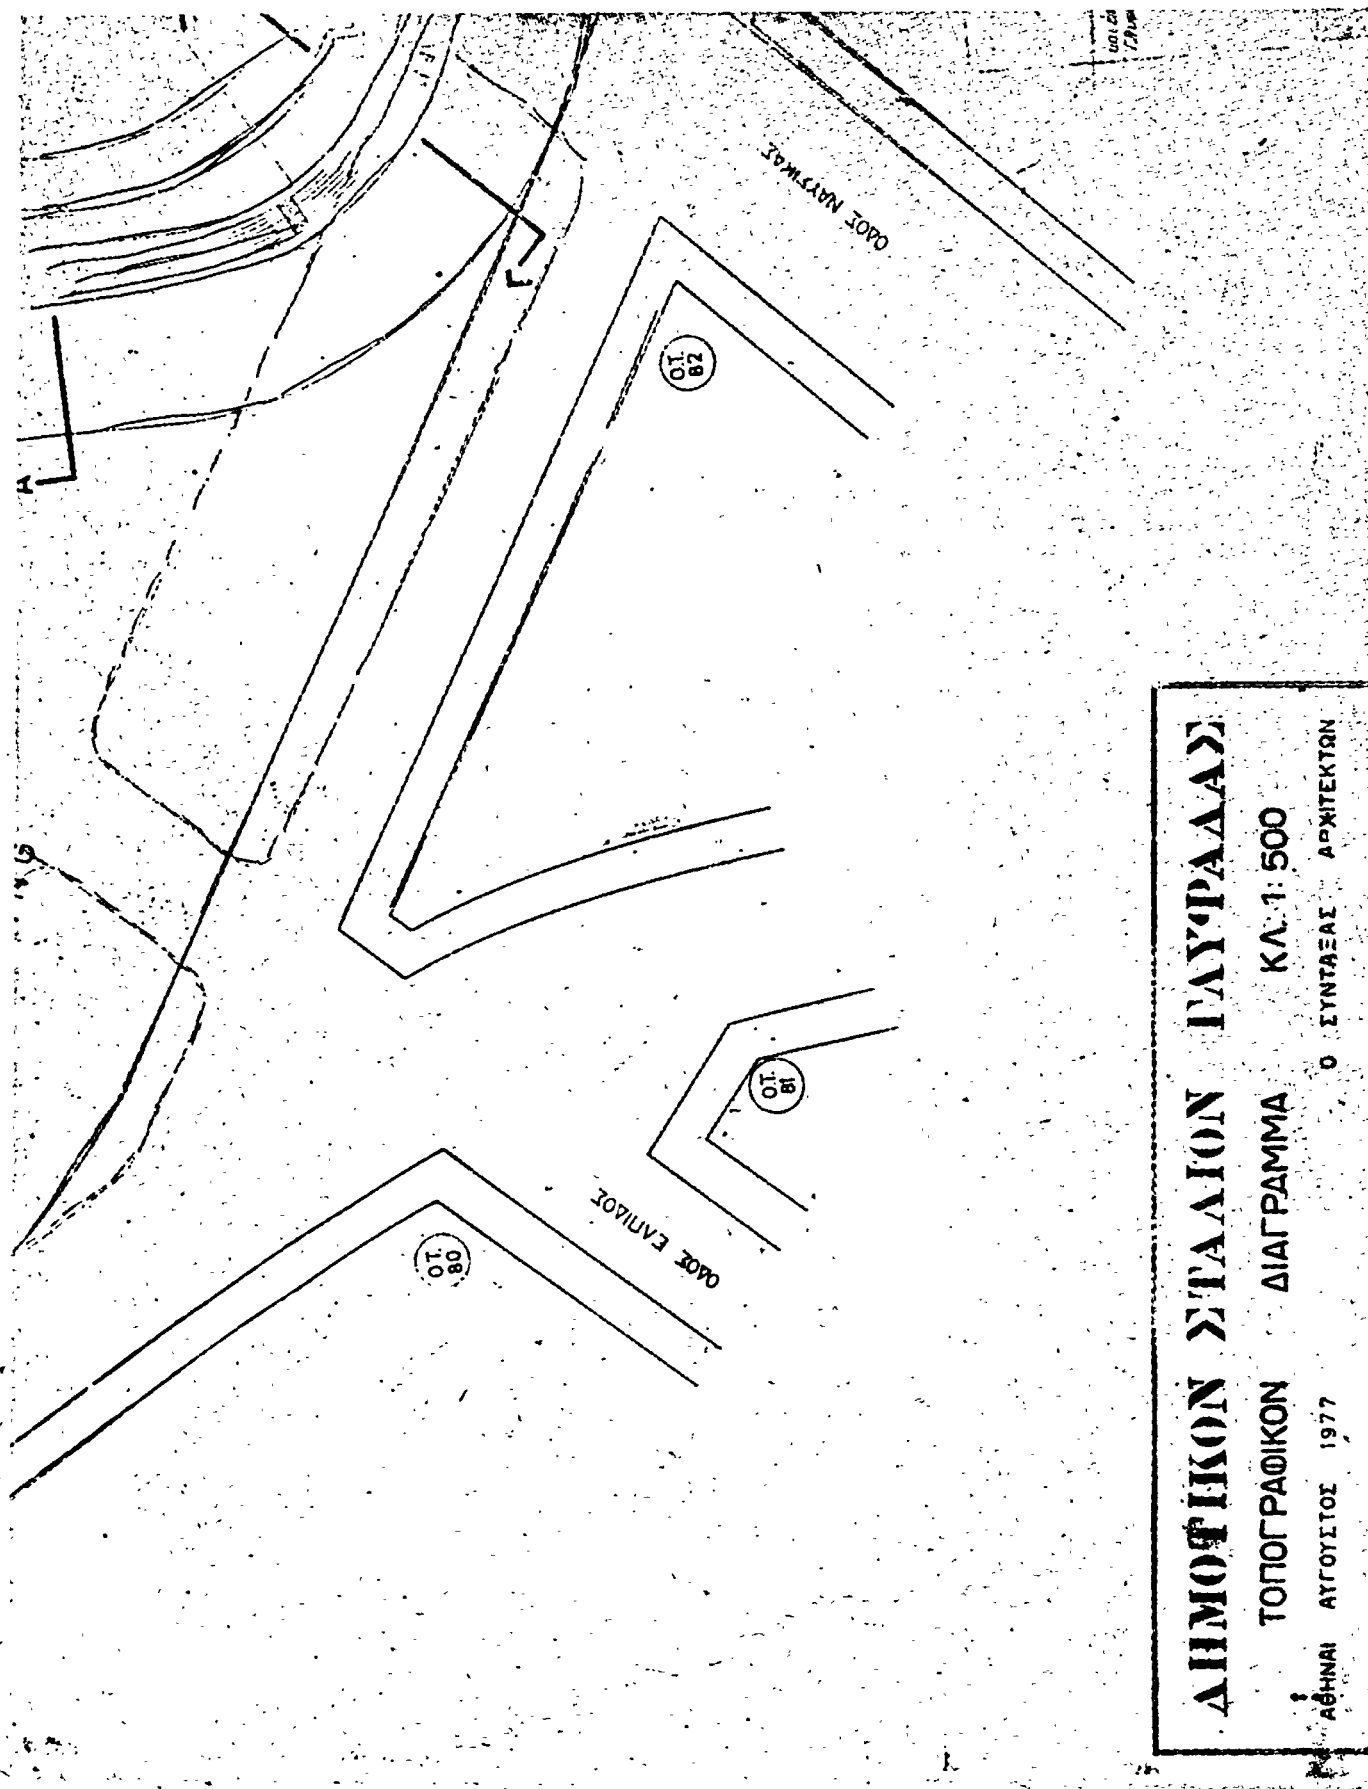 ΔΗΜΟΤΙΚΟΝ ΣΤΑΔΙΟΝ ΓΛΥΦΑΔΑΣ
ΤΟΠΟΓΡΑΦΙΚΟΝ ΔΙΑΓΡΑΜΜΑ ΚΛ.:1:500
ΑΘΗΝΑΙ ΑΥΓΟΥΣΤΟΣ 1977 Ο ΣΥΝΤΑΞΑΣ ΑΡΧΙΤΕΚΤΩΝ
ΟΔΟΣ ΝΑΥΣΙΚΑΣ
ΟΔΟΣ ΕΛΠΙΔΟΣ
Ο.Τ.
82
Ο.Τ.
81
Ο.Τ.
80
Α
Γ